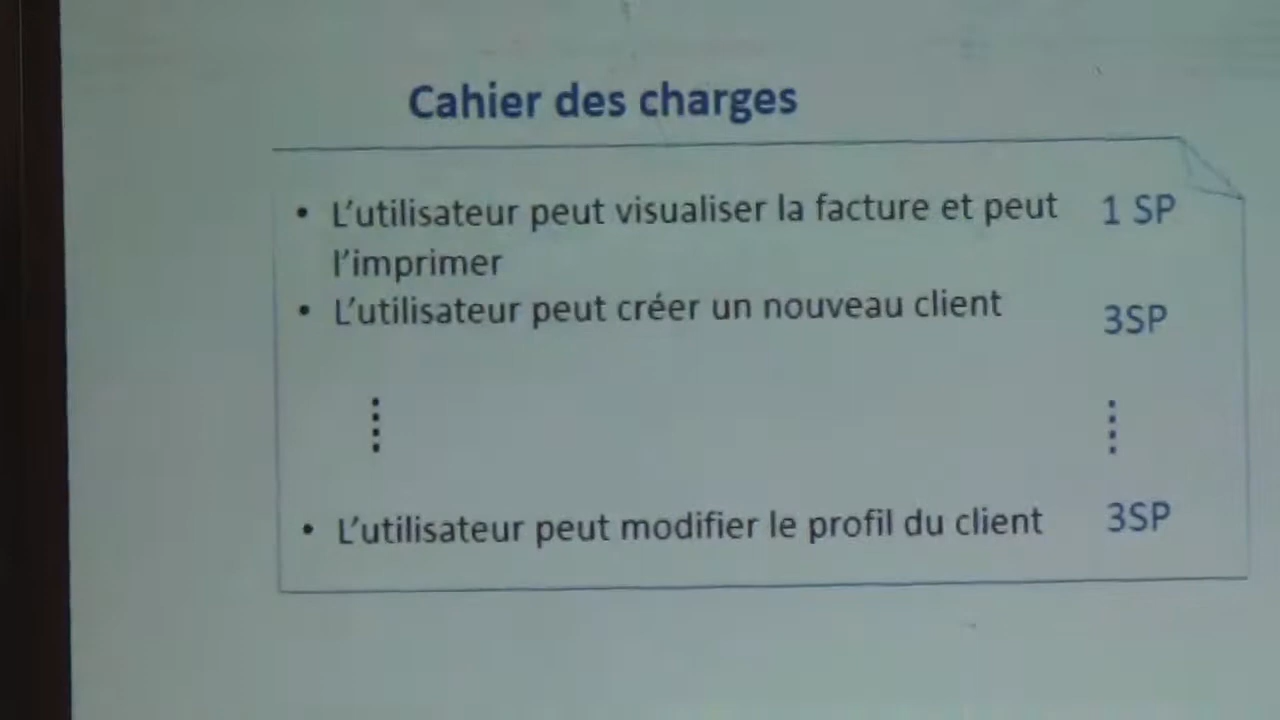 Cahier des charges
• L'utilisateur peut visualiser la facture et peut 1 SP
l'imprimer
• L'utilisateur peut créer un nouveau client 3SP
• L'utilisateur peut modifier le profil du client 3SP